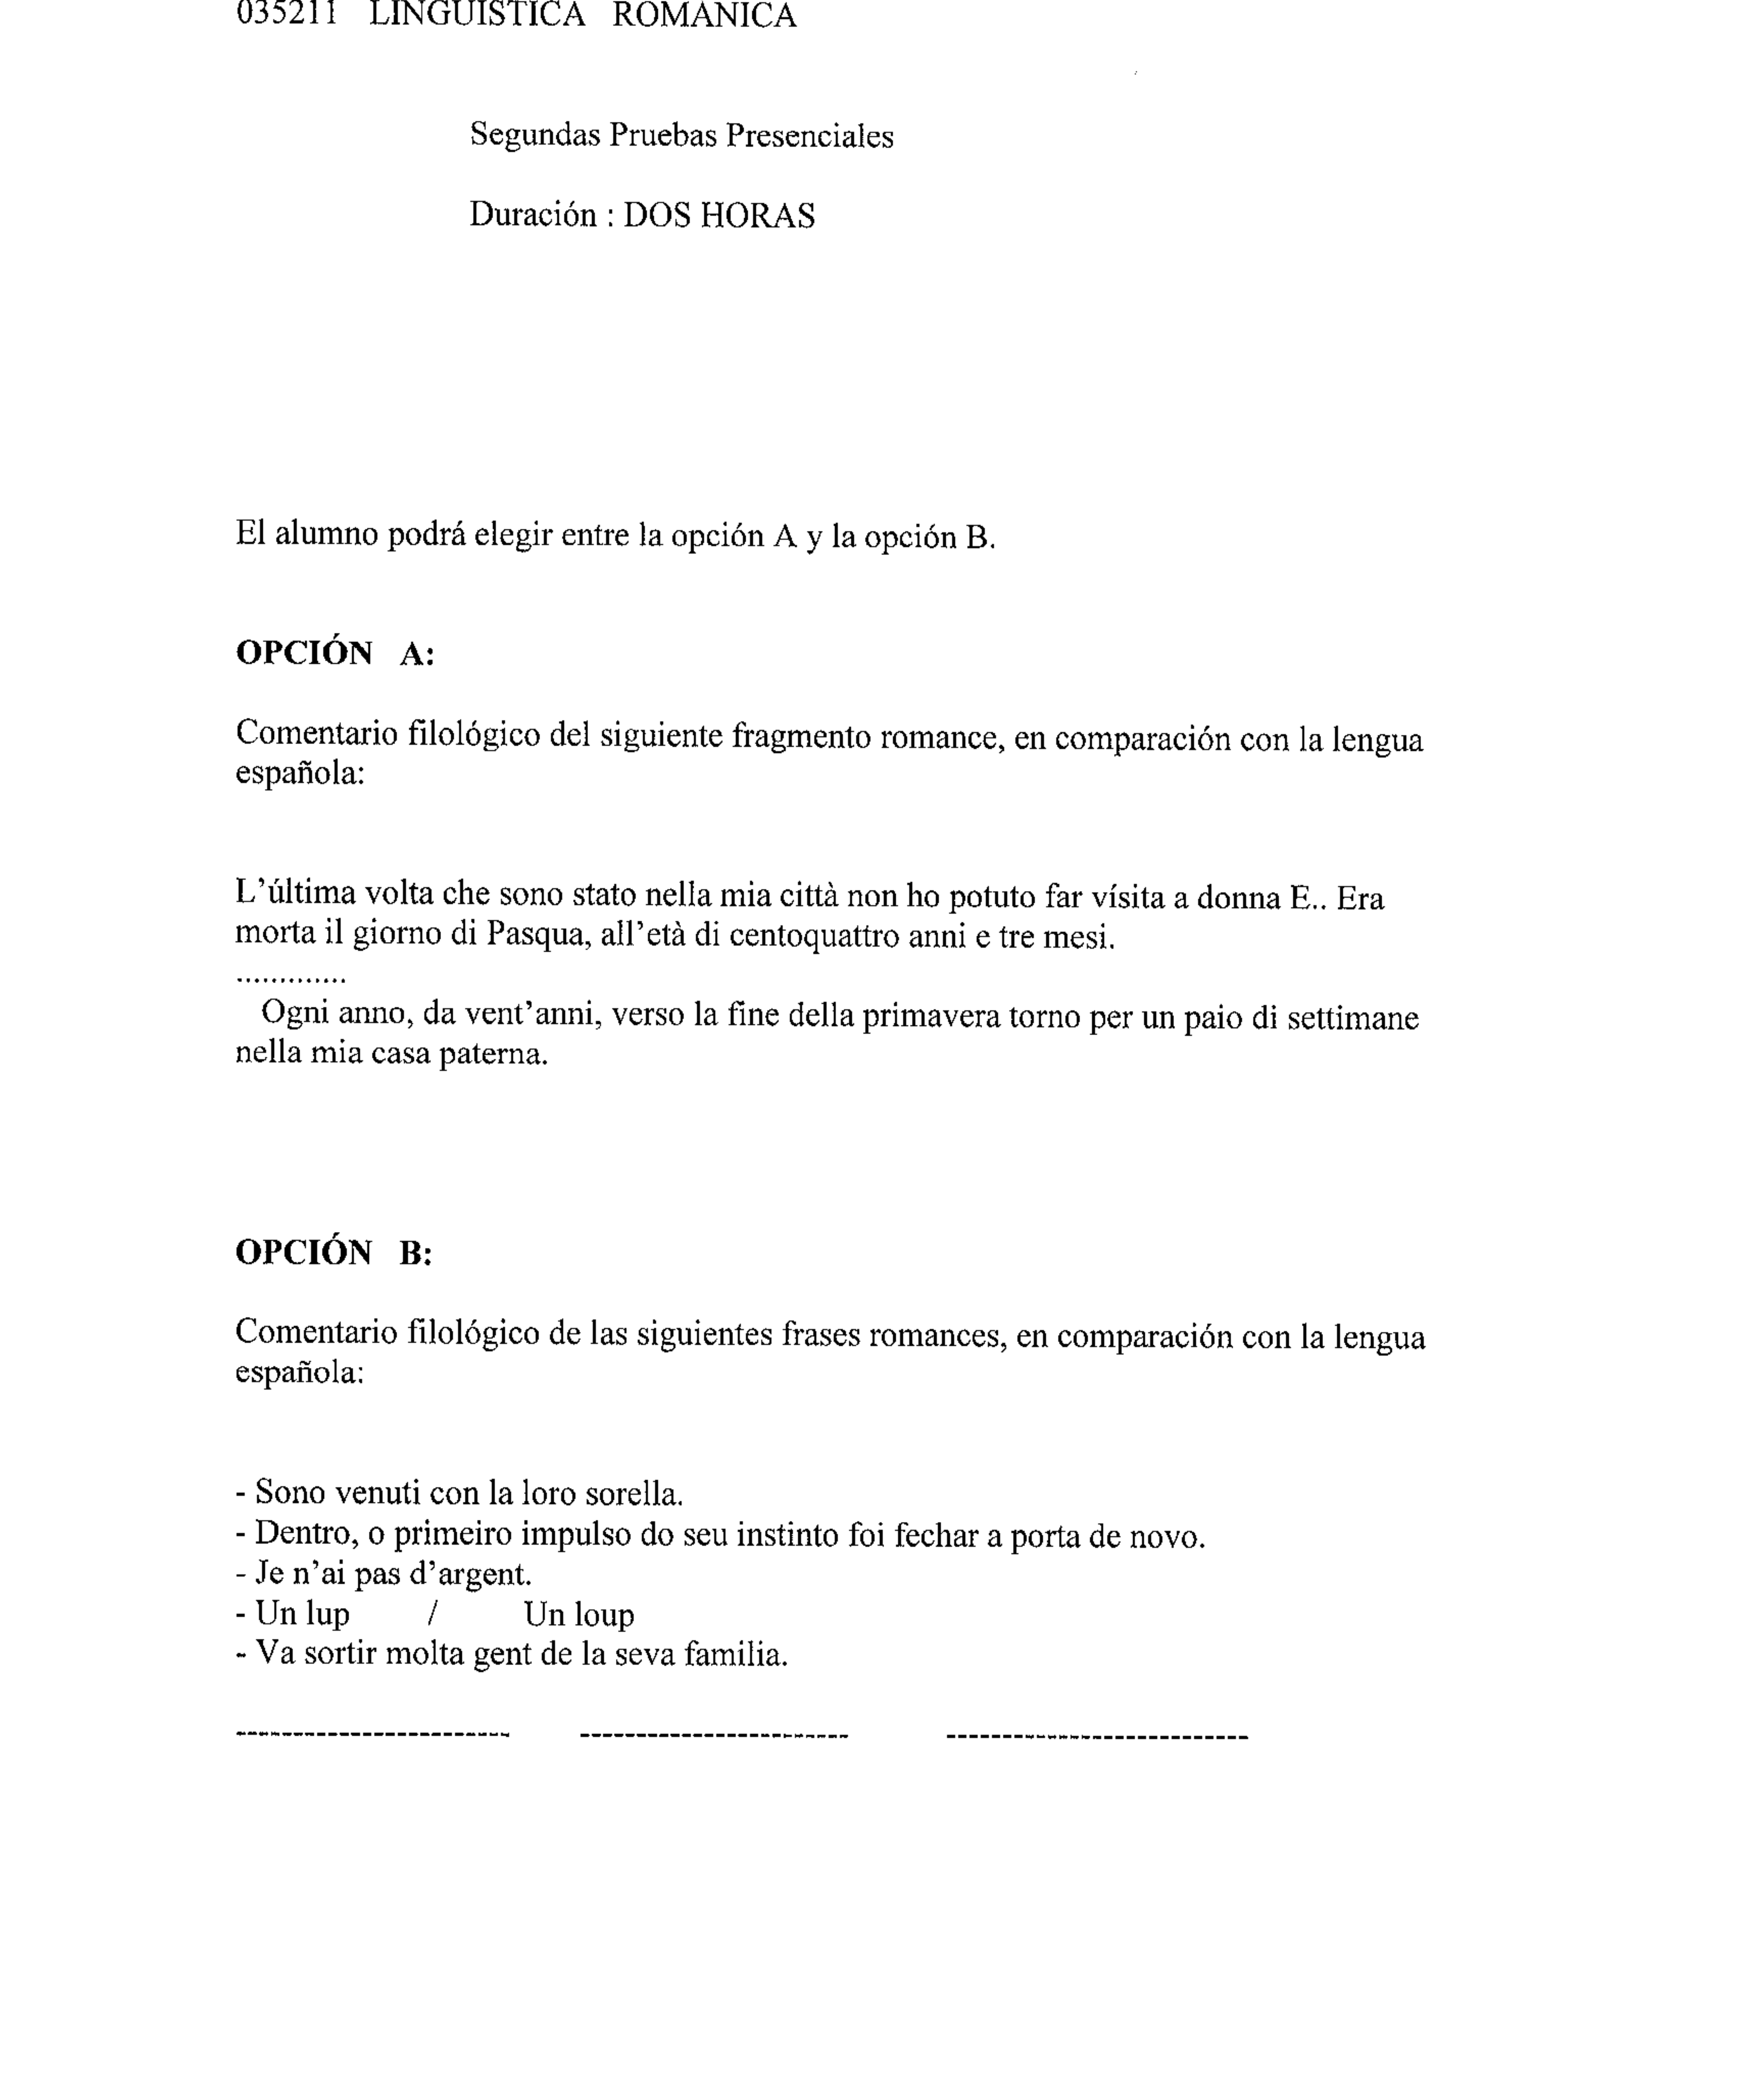 035211 LINGUISTICA ROMANICA
Segundas Pruebas Presenciales
Duración : DOS HORAS
El alumno podrá elegir entre la opción A y la opción B.
OPCIÓN A:
Comentario filológico del siguiente fragmento romance, en comparación con la lengua
española:
L'última volta che sono stato nella mia città non ho potuto far vísita a donna E.. Era
morta il giorno di Pasqua, all'età di centoquattro anni e tre mesi.
.............
Ogni anno, da vent'anni, verso la fine della primavera torno per un paio di settimane
nella mia casa paterna.
OPCIÓN B:
Comentario filológico de las siguientes frases romances, en comparación con la lengua
española:
- Sono venuti con la loro sorella.
- Dentro, o primeiro impulso do seu instinto foi fechar a porta de novo.
- Je n'ai pas d'argent.
- Un lup / Un loup
- Va sortir molta gent de la seva familia.